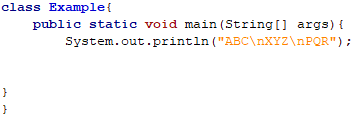 class Example{
    public static void main(String[] args){
        System.out.println("ABC\nXYZ\nPQR");
}
}